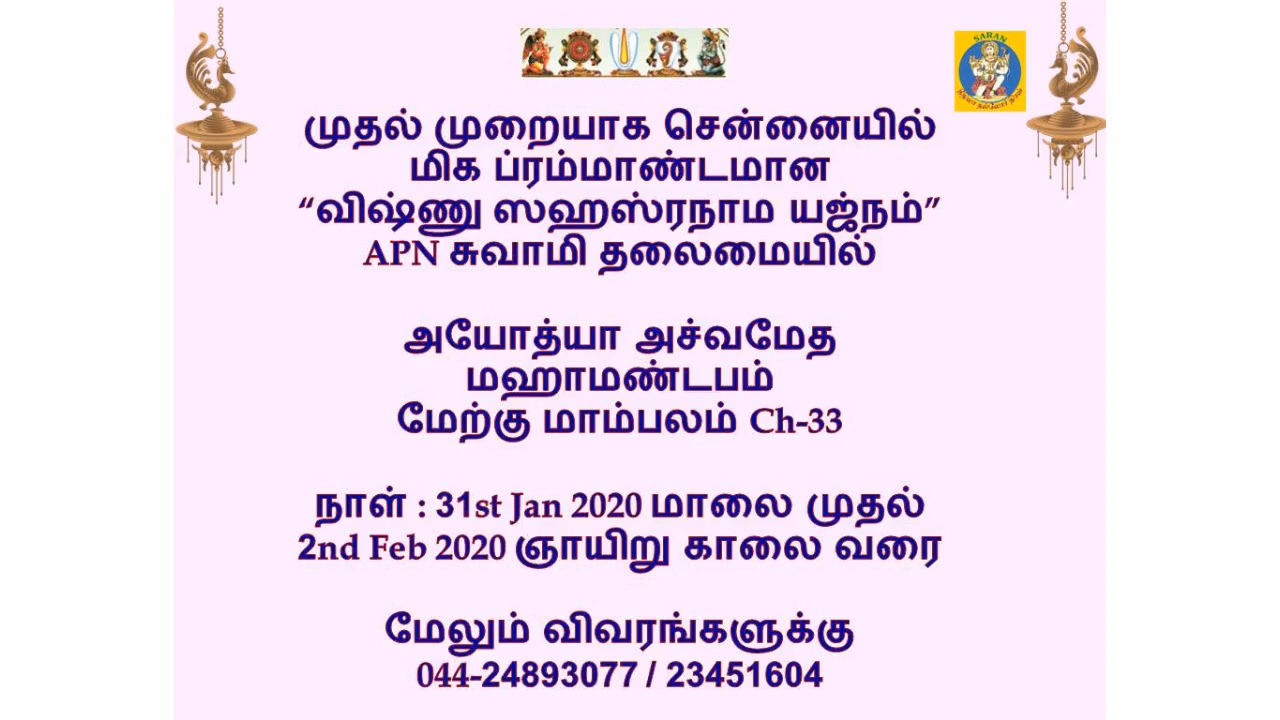 SARAN
முதல் முறையாக சென்னையில்
மிக ப்ரம்மாண்டமான
“விஷ்ணு ஸஹஸ்ரநாம யஜ்நம்”
APN சுவாமி தலைமையில்
அயோத்யா அச்வமேத
மஹாமண்டபம்
மேற்கு மாம்பலம் Ch-33
நாள் : 31st Jan 2020 மாலை முதல்
2nd Feb 2020 ஞாயிறு காலை வரை
மேலும் விவரங்களுக்கு
044-24893077 / 23451604